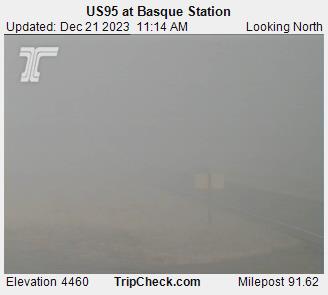 US95 at Basque Station
Updated: Dec 21 2023 11:14 AM Looking North
Elevation 4460 TripCheck.com Milepost 91.62